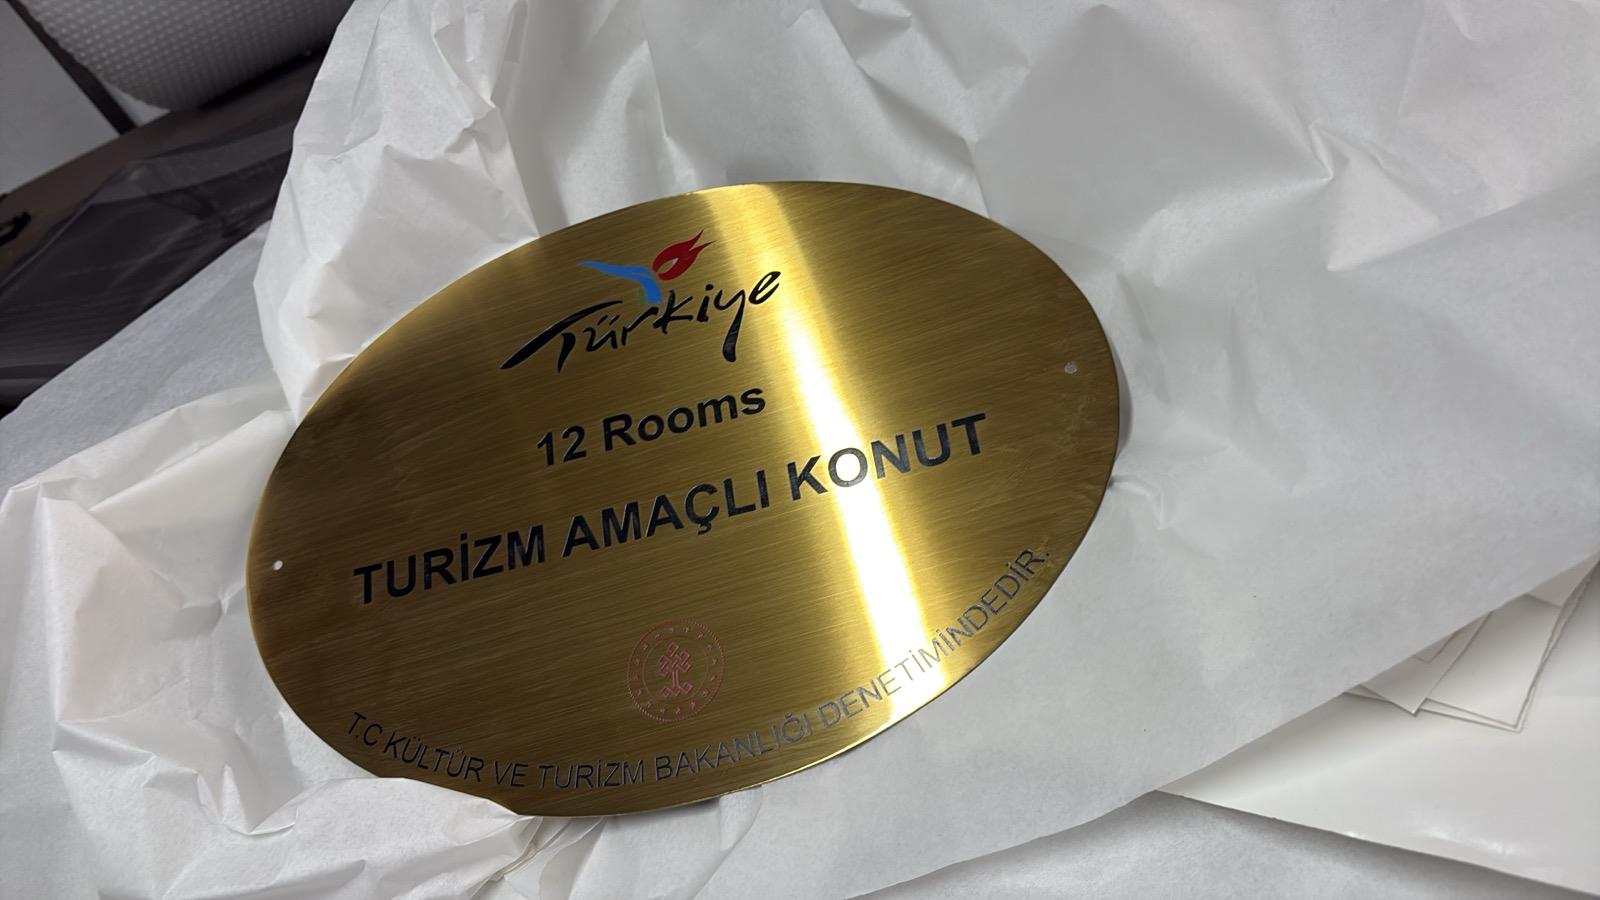 Türkiye
12 Rooms
TURİZM AMAÇLI KONUT
T.C KÜLTÜR VE TURİZM BAKANLIĞI DENETİMİNDEDİR.